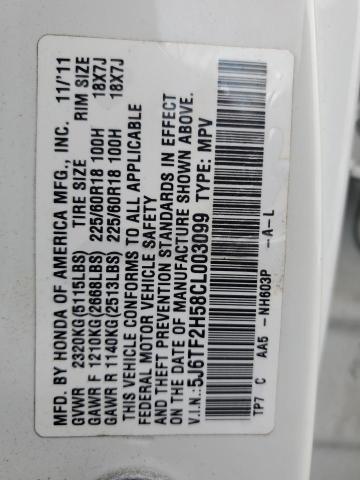 MFD. BY HONDA OF AMERICA MFG., INC. 11/11
GVWR 2320KG(5115LBS) TIRE SIZE RIM SIZE
GAWR F 1210KG(2668LBS) 225/60R18 100H 18X7J
GAWR R 1140KG(2513LBS) 225/60R18 100H 18X7J
THIS VEHICLE CONFORMS TO ALL APPLICABLE
FEDERAL MOTOR VEHICLE SAFETY
AND THEFT PREVENTION STANDARDS IN EFFECT
ON THE DATE OF MANUFACTURE SHOWN ABOVE.
V.I.N.: 5J6TF2H58CL003099 TYPE: MPV
TP7 C AA5 - NH603P -A-L